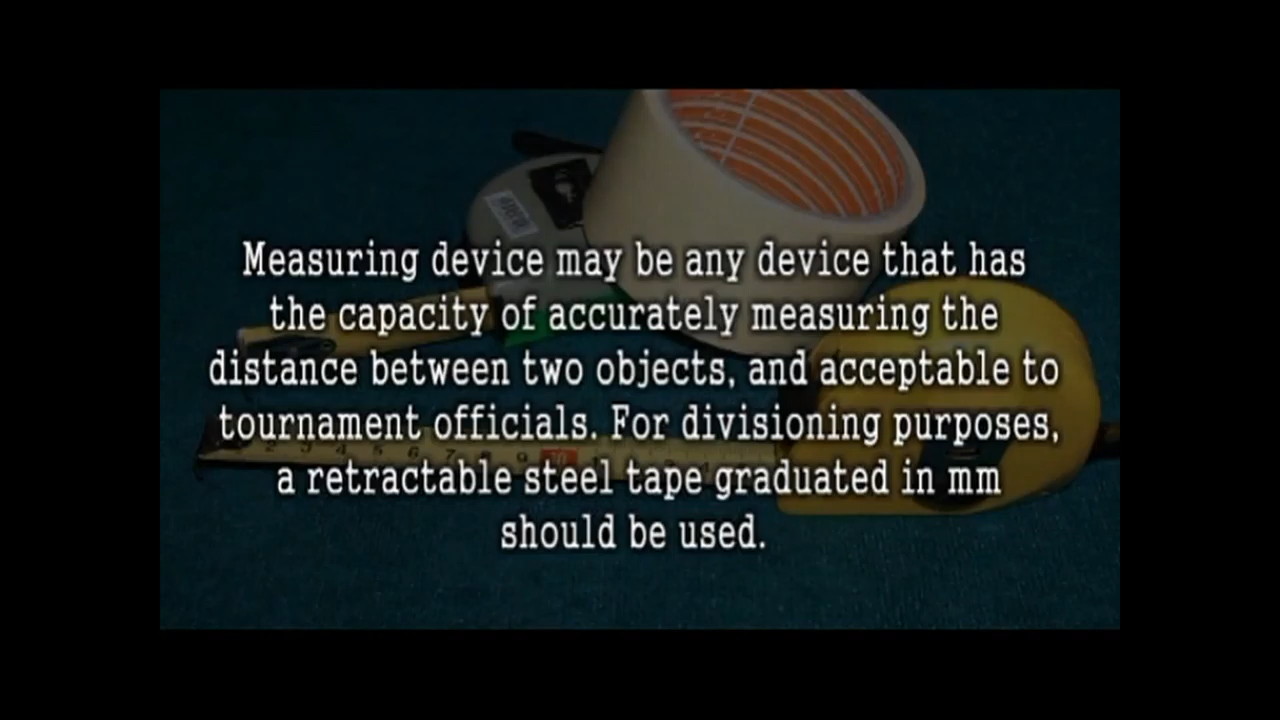 Measuring device may be any device that has
the capacity of accurately measuring the
distance between two objects, and acceptable to
tournament officials. For divisioning purposes,
a retractable steel tape graduated in mm
should be used.